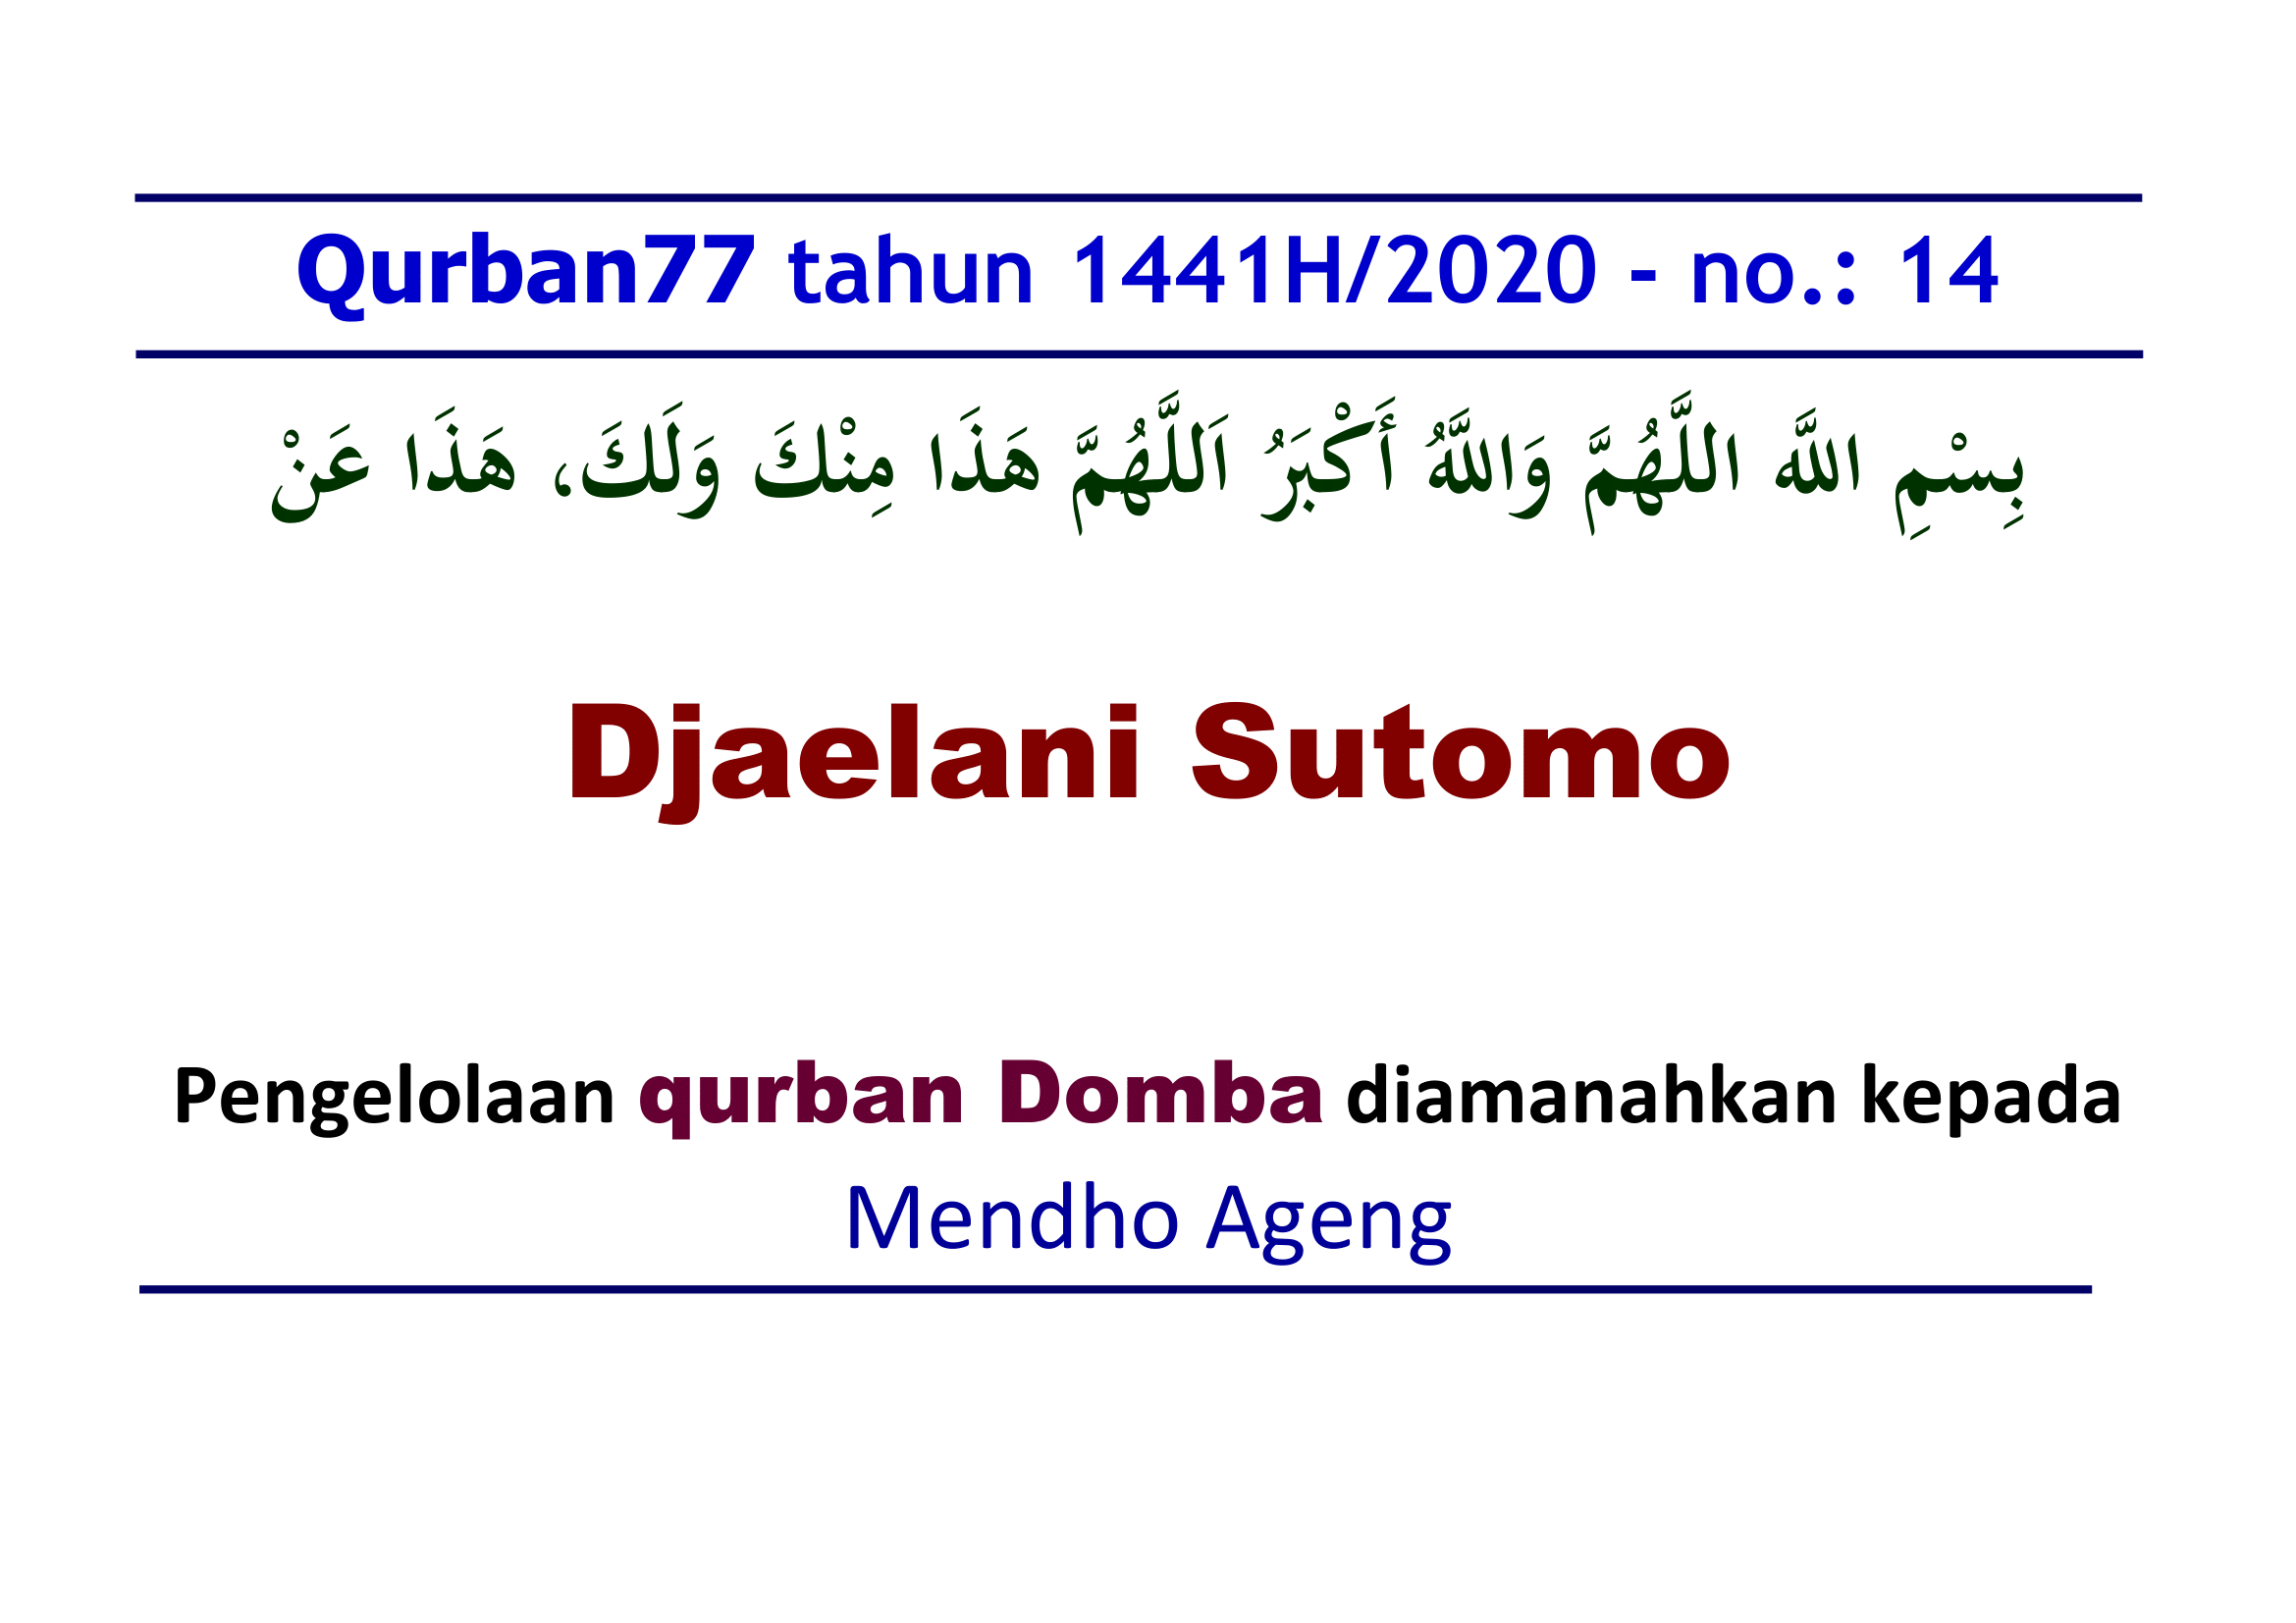 Qurban77 tahun 1441H/2020 - no.: 14
بِسْمِ اللَّه اللَّهُمَّ وَاللَّهُ أَكْبَرُ اَللَّهُمَّ هَذَا مِنْكَ وَلَكَ، هَذَا عَنْ
Djaelani Sutomo
Pengelolaan qurban Domba diamanahkan kepada
Mendho Ageng